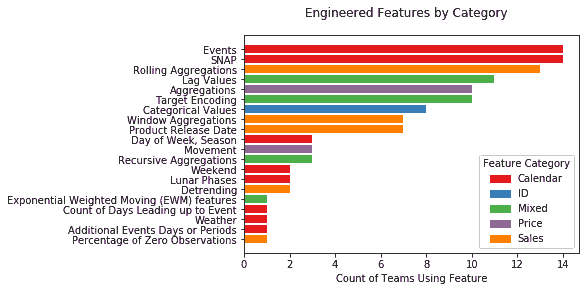 Engineered Features by Category
Events
SNAP
Rolling Aggregations
Lag Values
Aggregations
Target Encoding
Categorical Values
Window Aggregations
Product Release Date
Day of Week, Season
Movement
Recursive Aggregations
Weekend
Lunar Phases
Detrending
Exponential Weighted Moving (EWM) features
Count of Days Leading up to Event
Weather
Additional Events Days or Periods
Percentage of Zero Observations
Feature Category
Calendar
ID
Mixed
Price
Sales
0 2 4 6 8 10 12 14
Count of Teams Using Feature